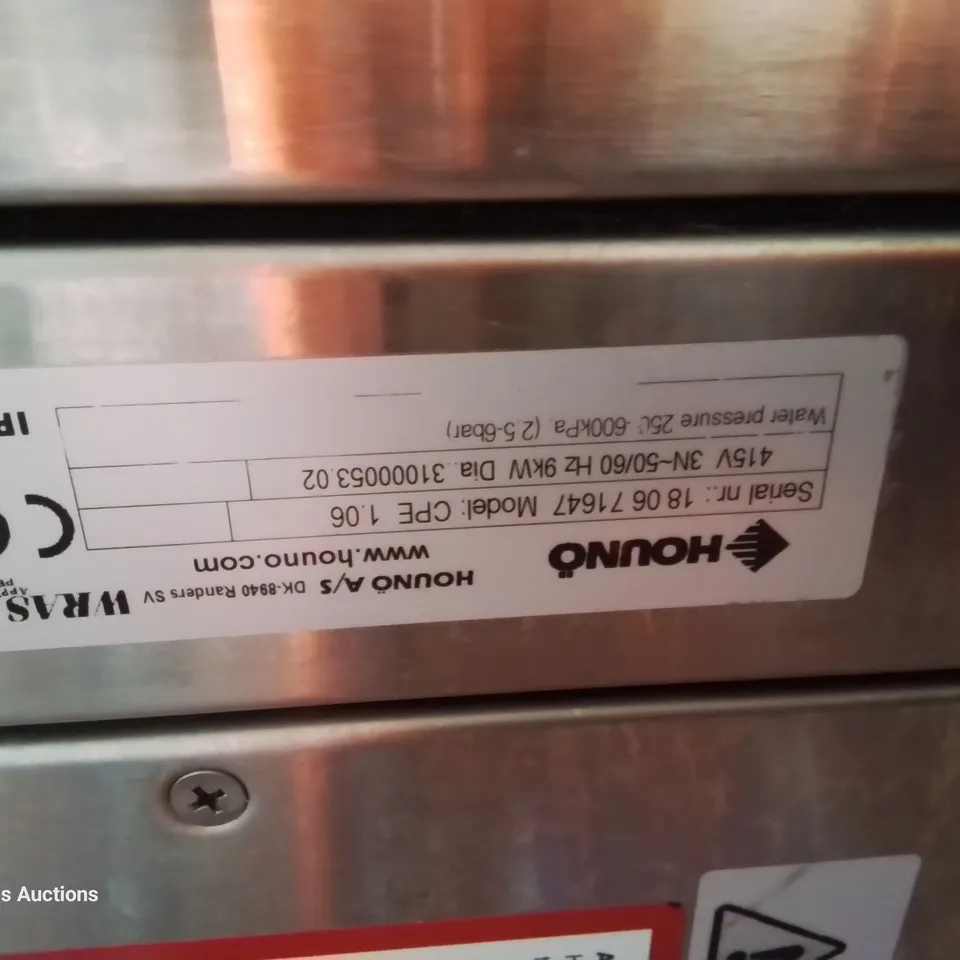 HOUNÖ
HOUNÖ A/S DK-8940 Randers SV
www.houno.com
WRAS
Serial nr.: 18 06 71647 Model: CPE 1.06
415V 3N~50/60 Hz 9kW Dia. 31000053.02
Water pressure 250-600kPa (2.5-6bar)
CE
s Auctions